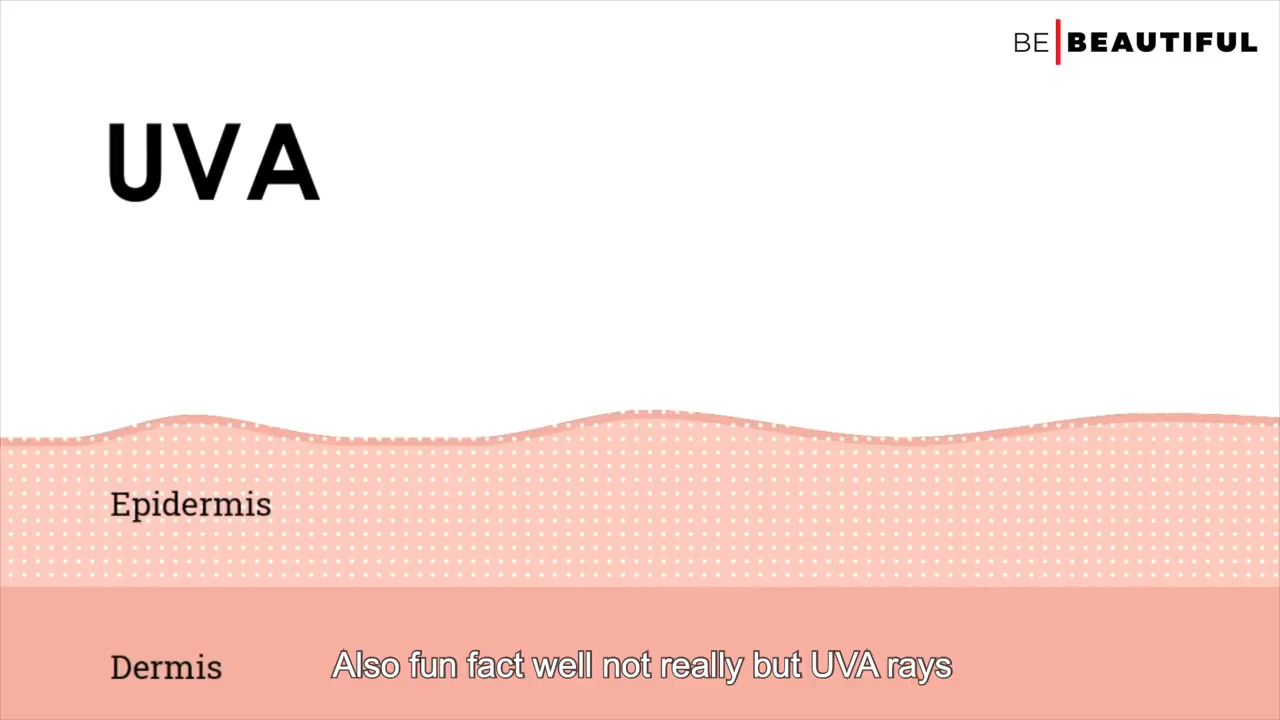 BE BEAUTIFUL
UVA
Epidermis
Dermis
Also fun fact well not really but UVA rays